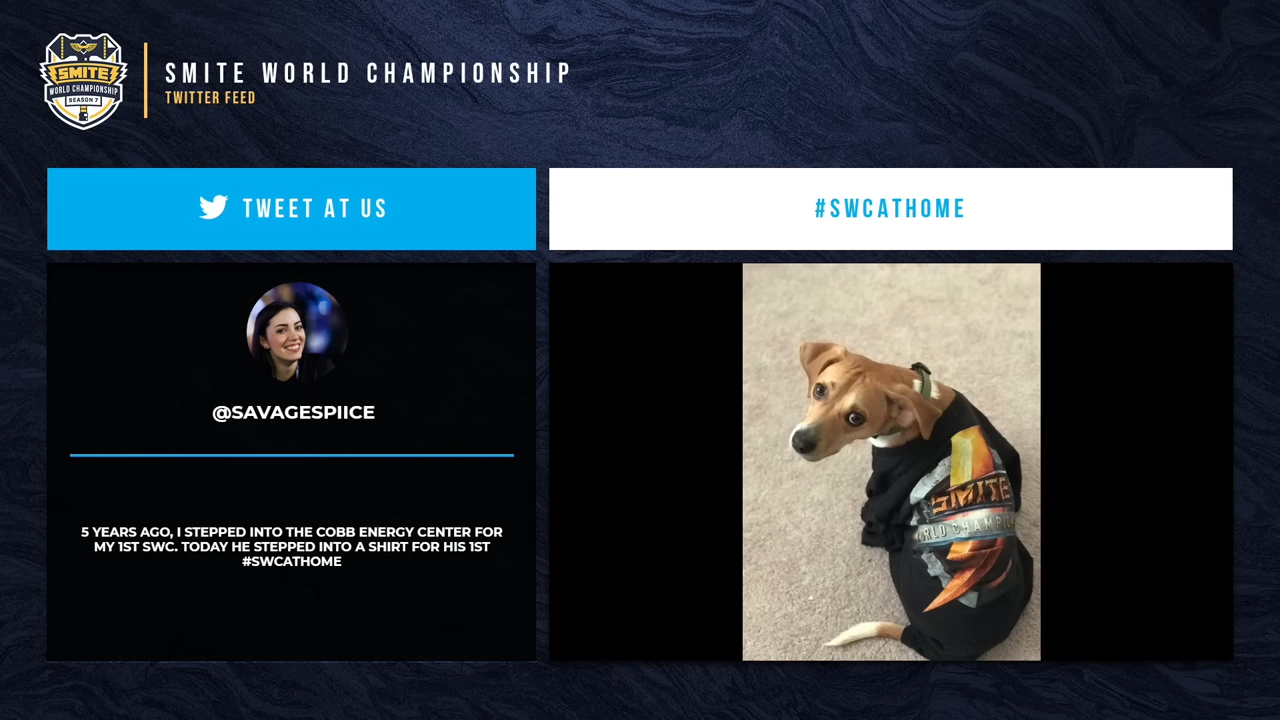 SMITE
WORLD CHAMPIONSHIP
SEASON 7
SMITE WORLD CHAMPIONSHIP
TWITTER FEED
TWEET AT US
#SWCATHOME
@SAVAGESPIICE
5 YEARS AGO, I STEPPED INTO THE COBB ENERGY CENTER FOR
MY 1ST SWC. TODAY HE STEPPED INTO A SHIRT FOR HIS 1ST
#SWCATHOME
SMITE
WORLD CHAMPIO